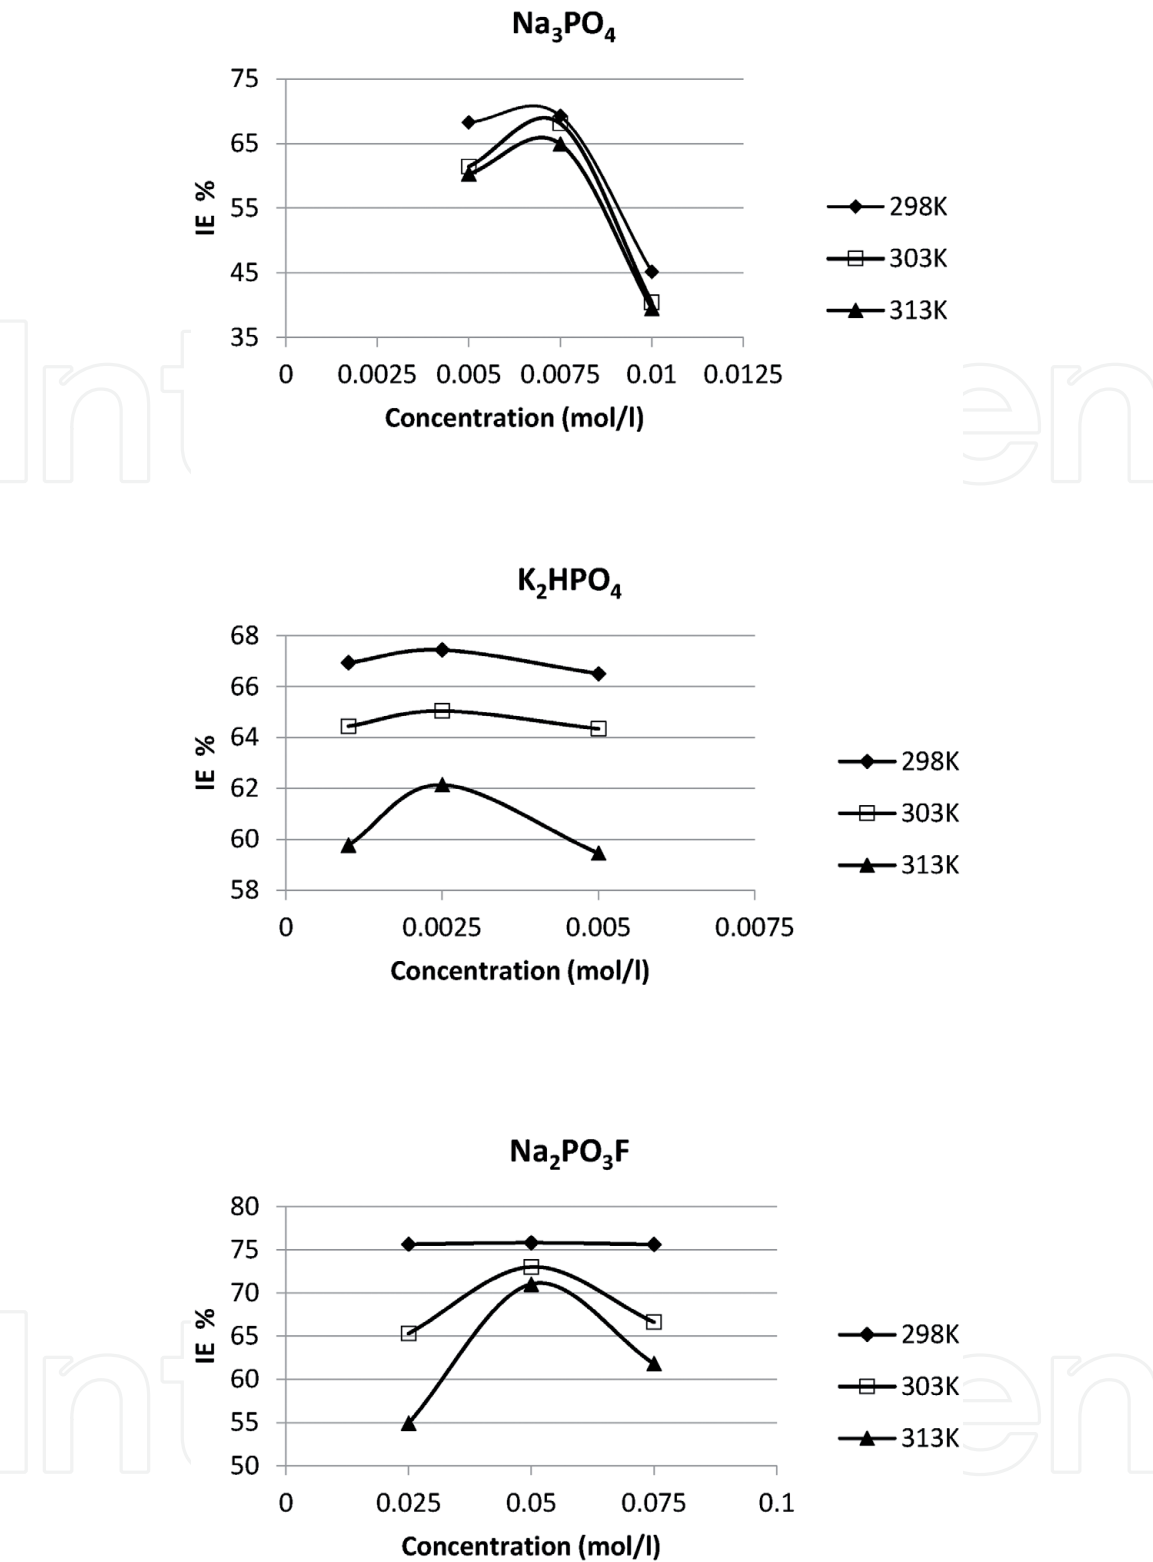 Na₃PO₄
75
65
55
45
35
IE %
0 0.0025 0.005 0.0075 0.01 0.0125
Concentration (mol/l)
298K
303K
313K
K₂HPO₄
68
66
64
62
60
58
IE %
0 0.0025 0.005 0.0075
Concentration (mol/l)
298K
303K
313K
Na₂PO₃F
80
75
70
65
60
55
50
IE %
0 0.025 0.05 0.075 0.1
Concentration (mol/l)
298K
303K
313K